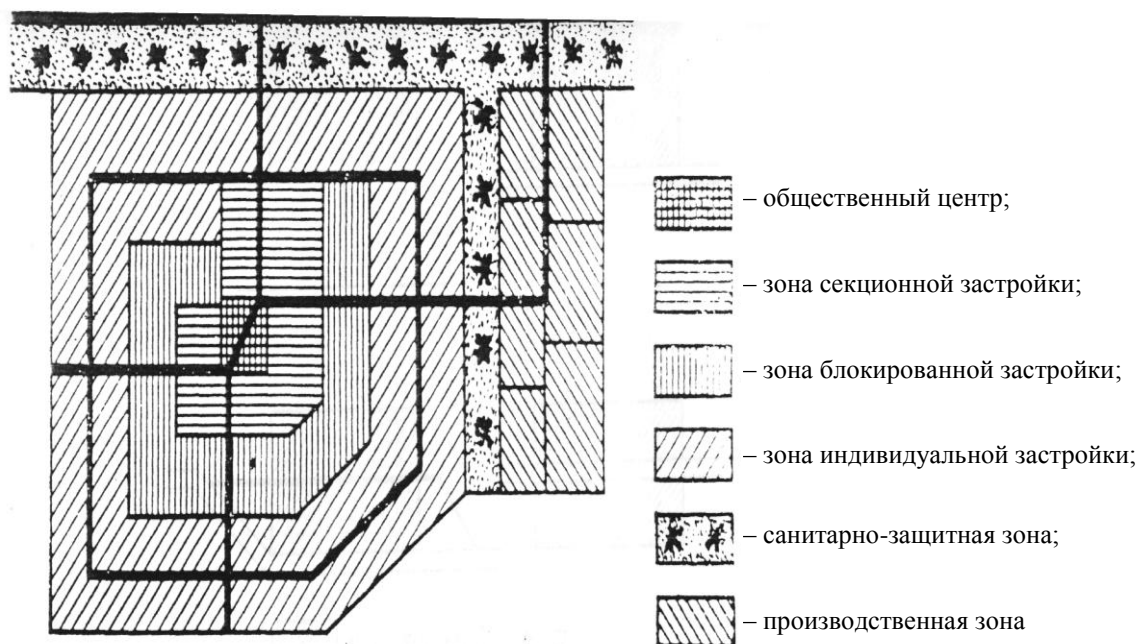 – общественный центр;
– зона секционной застройки;
– зона блокированной застройки;
– зона индивидуальной застройки;
– санитарно-защитная зона;
– производственная зона